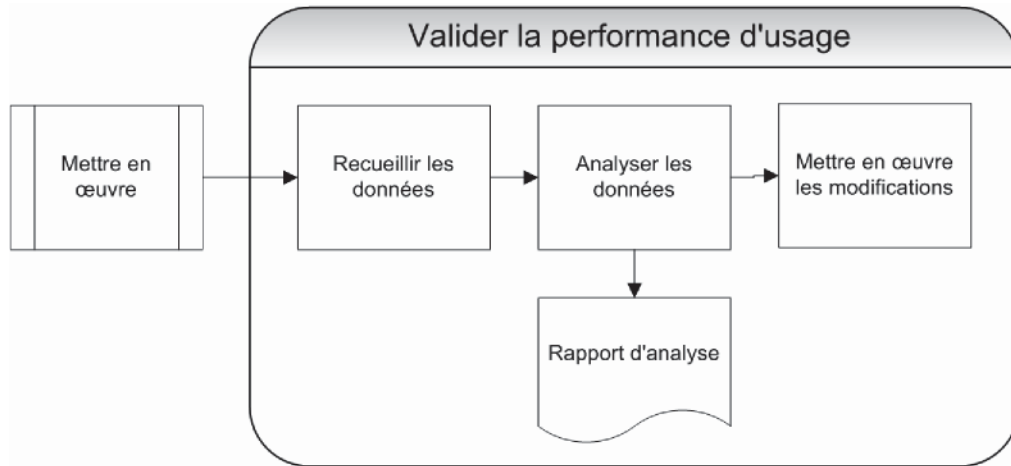 Valider la performance d'usage
Mettre en
œuvre
Recueillir les
données
Analyser les
données
Mettre en œuvre
les modifications
Rapport d'analyse